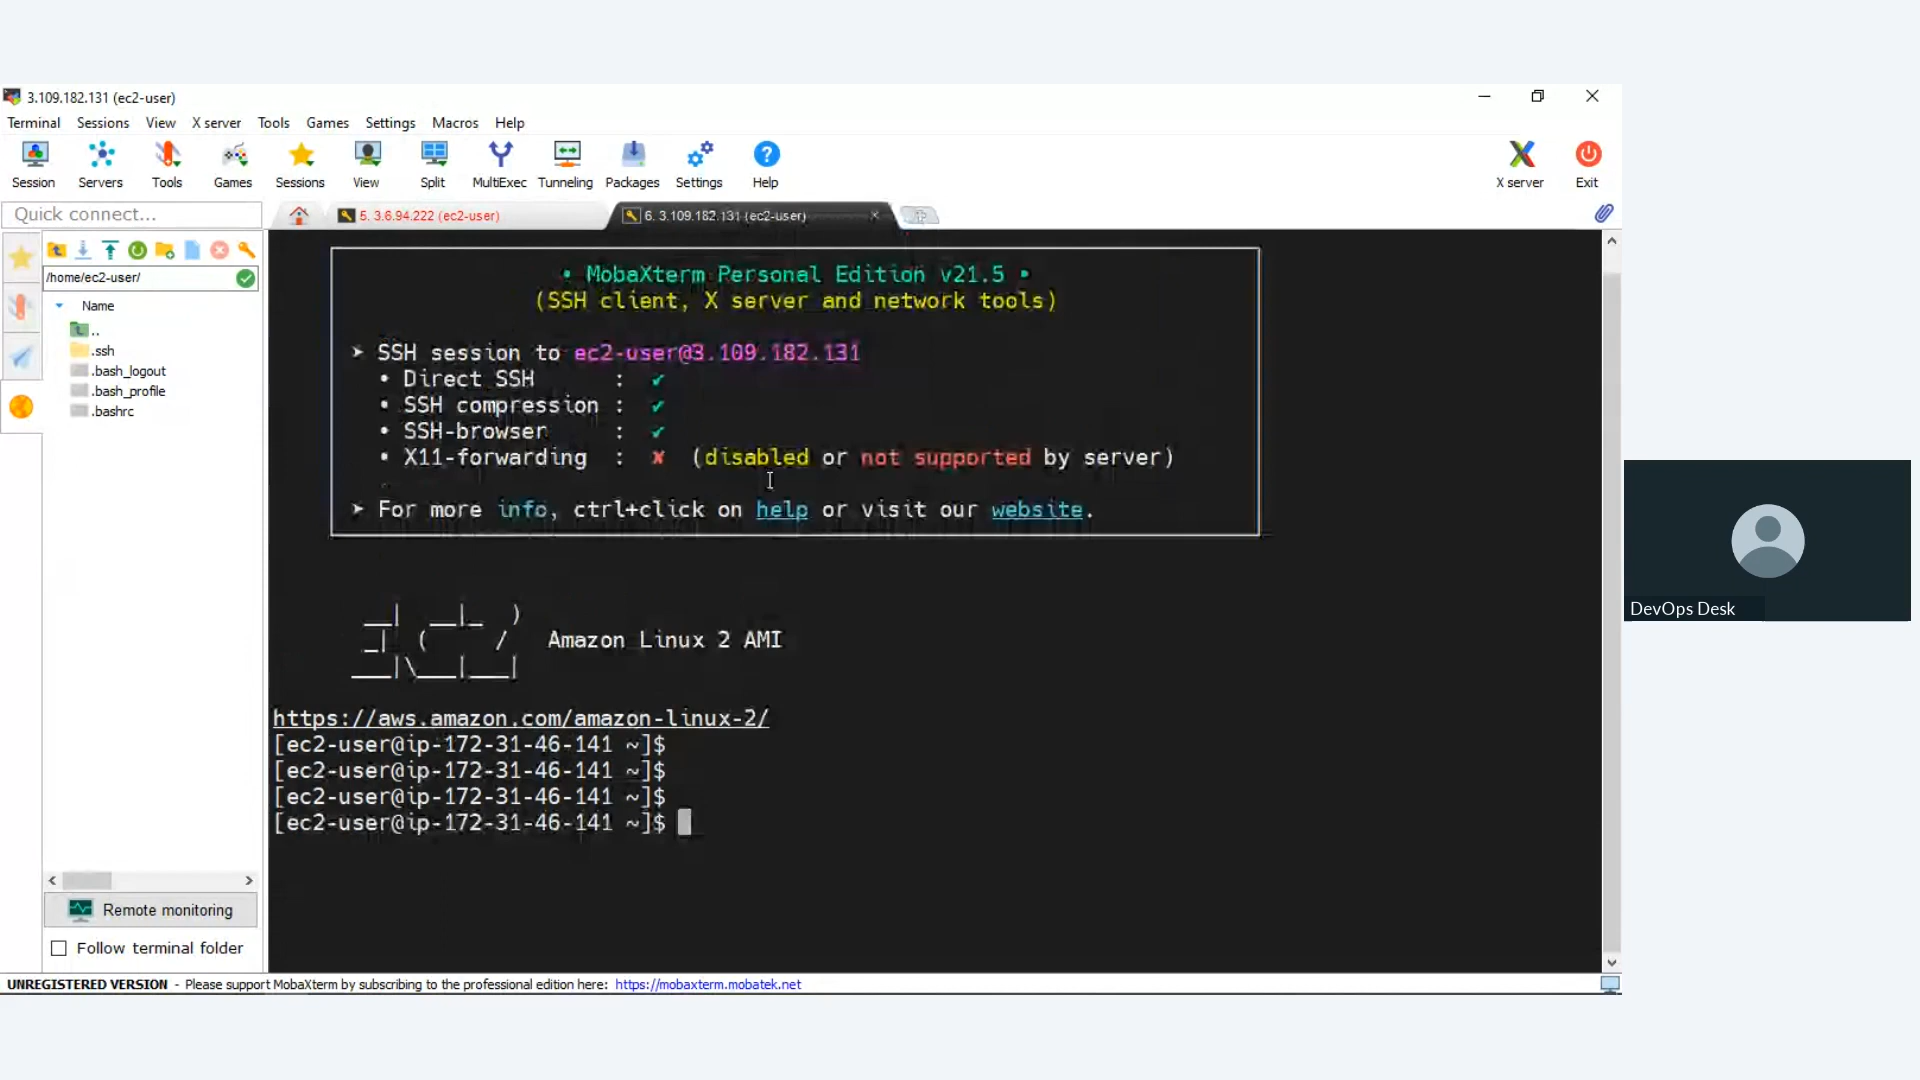 3.109.182.131 (ec2-user)
Terminal Sessions View X server Tools Games Settings Macros Help
Session Servers Tools Games Sessions View Split MultiExec Tunneling Packages Settings Help X server Exit
Quick connect...
5. 3.6.94.222 (ec2-user)
6. 3.109.182.131 (ec2-user)
/home/ec2-user/
Name
..
.ssh
.bash_logout
.bash_profile
.bashrc
Remote monitoring
Follow terminal folder
• MobaXterm Personal Edition v21.5 •
(SSH client, X server and network tools)
➤ SSH session to ec2-user@3.109.182.131
• Direct SSH : ✔
• SSH compression : ✔
• SSH-browser : ✔
• X11-forwarding : ✘ (disabled or not supported by server)
➤ For more info, ctrl+click on help or visit our website.
__| __|_ )
_| ( / Amazon Linux 2 AMI
___|\___|___|
https://aws.amazon.com/amazon-linux-2/
[ec2-user@ip-172-31-46-141 ~]$
[ec2-user@ip-172-31-46-141 ~]$
[ec2-user@ip-172-31-46-141 ~]$
[ec2-user@ip-172-31-46-141 ~]$
DevOps Desk
UNREGISTERED VERSION - Please support MobaXterm by subscribing to the professional edition here: https://mobaxterm.mobatek.net